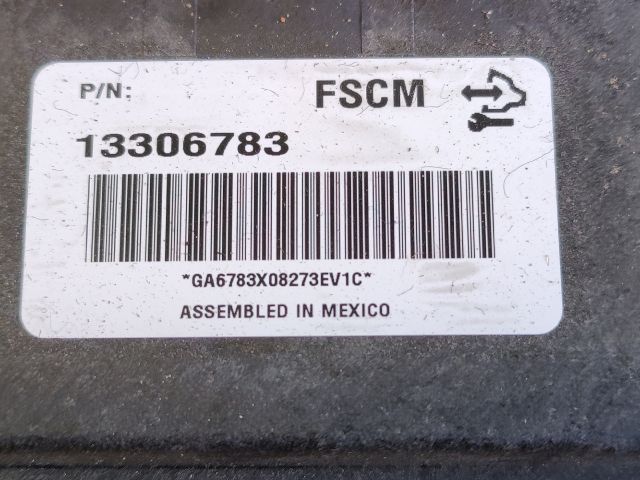 P/N: FSCM
13306783
*GA6783X08273EV1C*
ASSEMBLED IN MEXICO